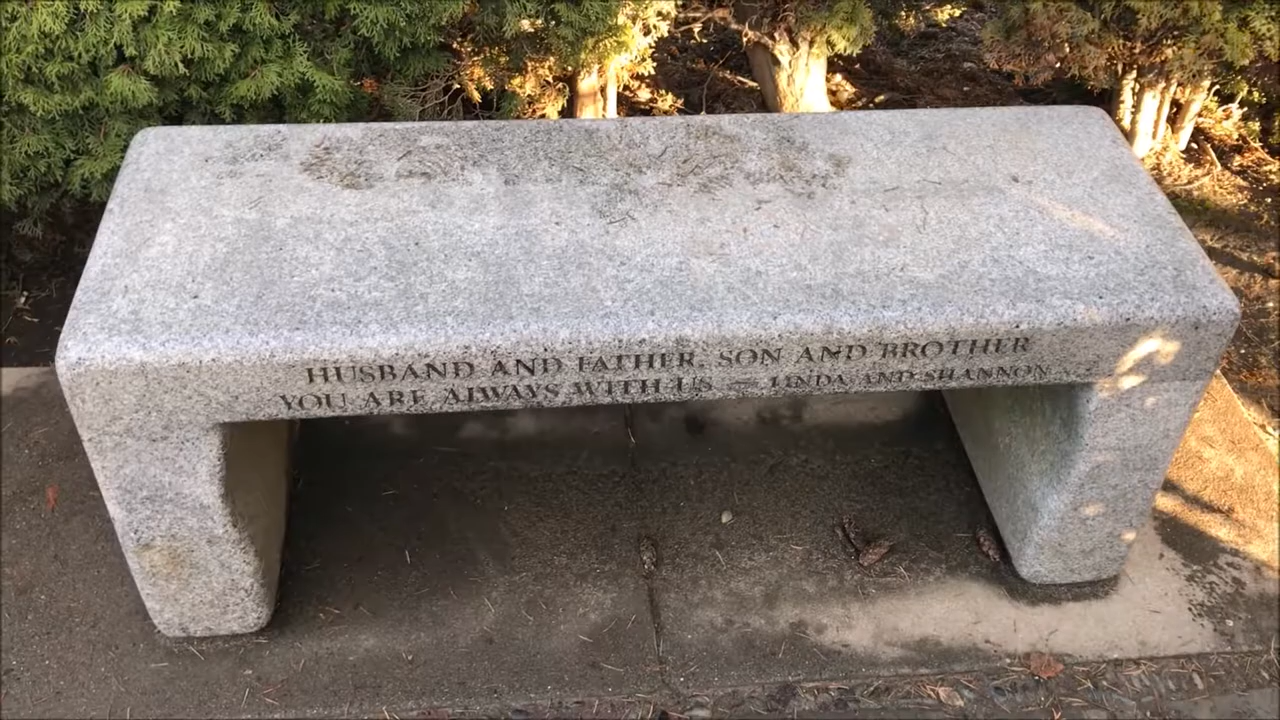 HUSBAND AND FATHER, SON AND BROTHER
YOU ARE ALWAYS WITH US — LINDA AND SHANNON